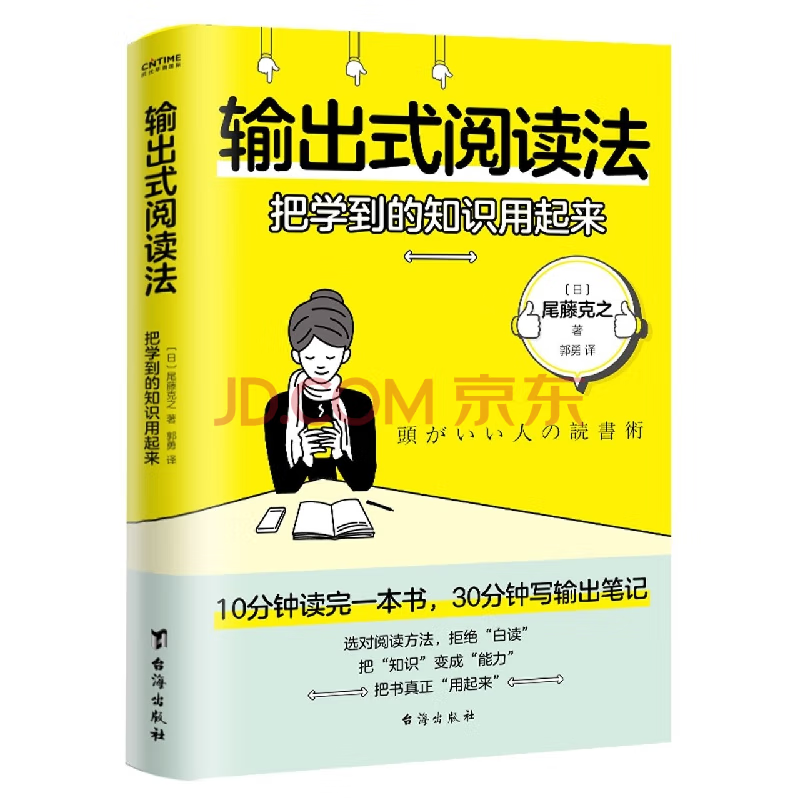 CNTIME
输出式阅读法
把学到的知识用起来
〔日〕尾藤克之 著 郭勇 译
台海出版社
输出式阅读法
把学到的知识用起来
〔日〕
尾藤克之
著
郭勇 译
JD.COM 京东
頭がいい人の読書術
10分钟读完一本书，30分钟写输出笔记
选对阅读方法，拒绝“白读”
把“知识”变成“能力”
把书真正“用起来”
台海出版社